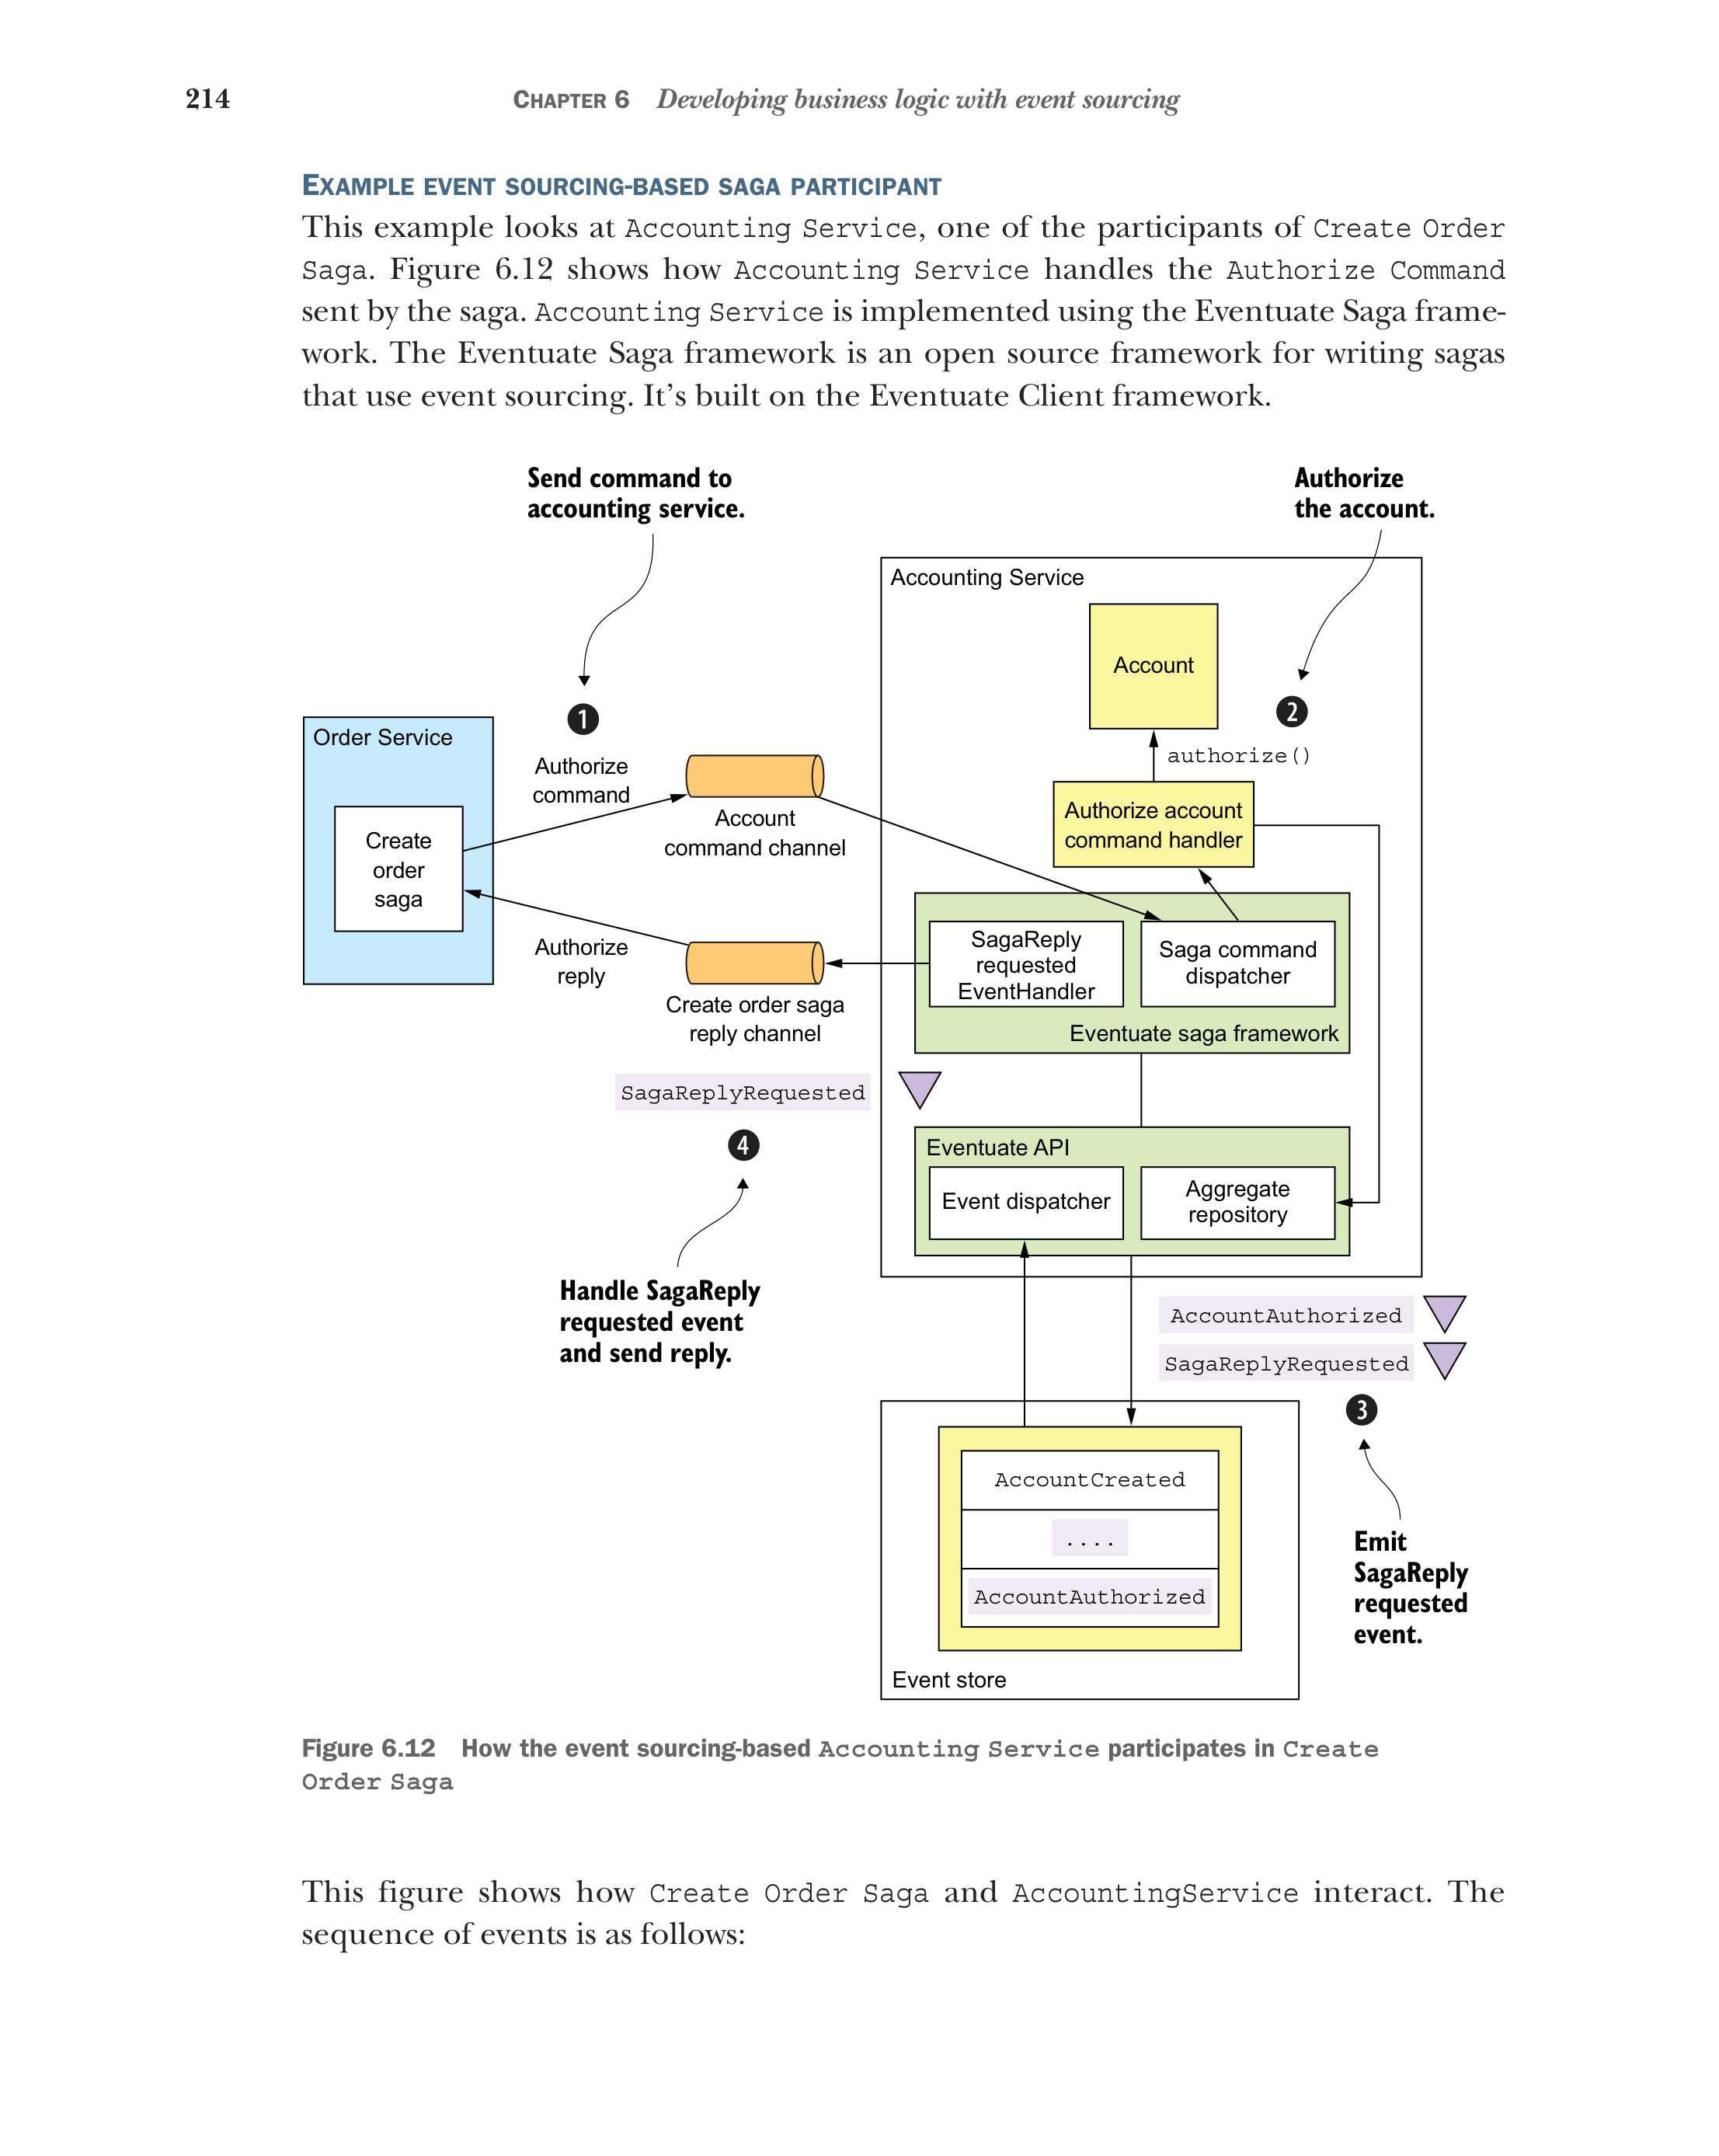 214 CHAPTER 6 Developing business logic with event sourcing
EXAMPLE EVENT SOURCING-BASED SAGA PARTICIPANT
This example looks at Accounting Service, one of the participants of Create Order
Saga. Figure 6.12 shows how Accounting Service handles the Authorize Command
sent by the saga. Accounting Service is implemented using the Eventuate Saga frame-
work. The Eventuate Saga framework is an open source framework for writing sagas
that use event sourcing. It’s built on the Eventuate Client framework.
Send command to
accounting service.
Authorize
the account.
Accounting Service
Account
1
2
Order Service
authorize()
Authorize
command
Authorize account
command handler
Account
command channel
Create
order
saga
SagaReply
requested
EventHandler
Saga command
dispatcher
Authorize
reply
Create order saga
reply channel
Eventuate saga framework
SagaReplyRequested
4
Eventuate API
Event dispatcher
Aggregate
repository
Handle SagaReply
requested event
and send reply.
AccountAuthorized
SagaReplyRequested
3
AccountCreated
....
AccountAuthorized
Event store
Emit
SagaReply
requested
event.
Figure 6.12 How the event sourcing-based Accounting Service participates in Create
Order Saga
This figure shows how Create Order Saga and AccountingService interact. The
sequence of events is as follows: